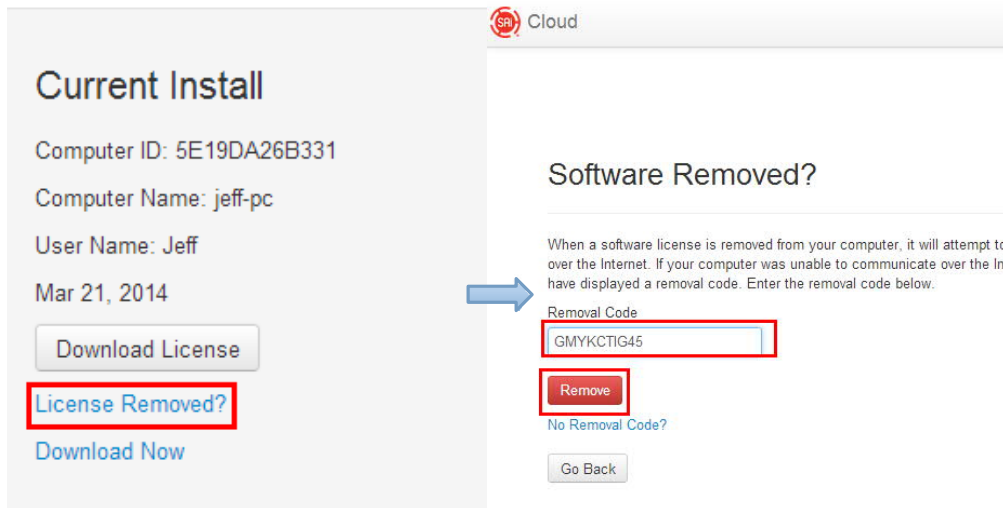 Current Install
Computer ID: 5E19DA26B331
Computer Name: jeff-pc
User Name: Jeff
Mar 21, 2014
Download License
License Removed?
Download Now
SAi Cloud
Software Removed?
When a software license is removed from your computer, it will attempt to
over the Internet. If your computer was unable to communicate over the In
have displayed a removal code. Enter the removal code below.
Removal Code
GMYKCTIG45
Remove
No Removal Code?
Go Back